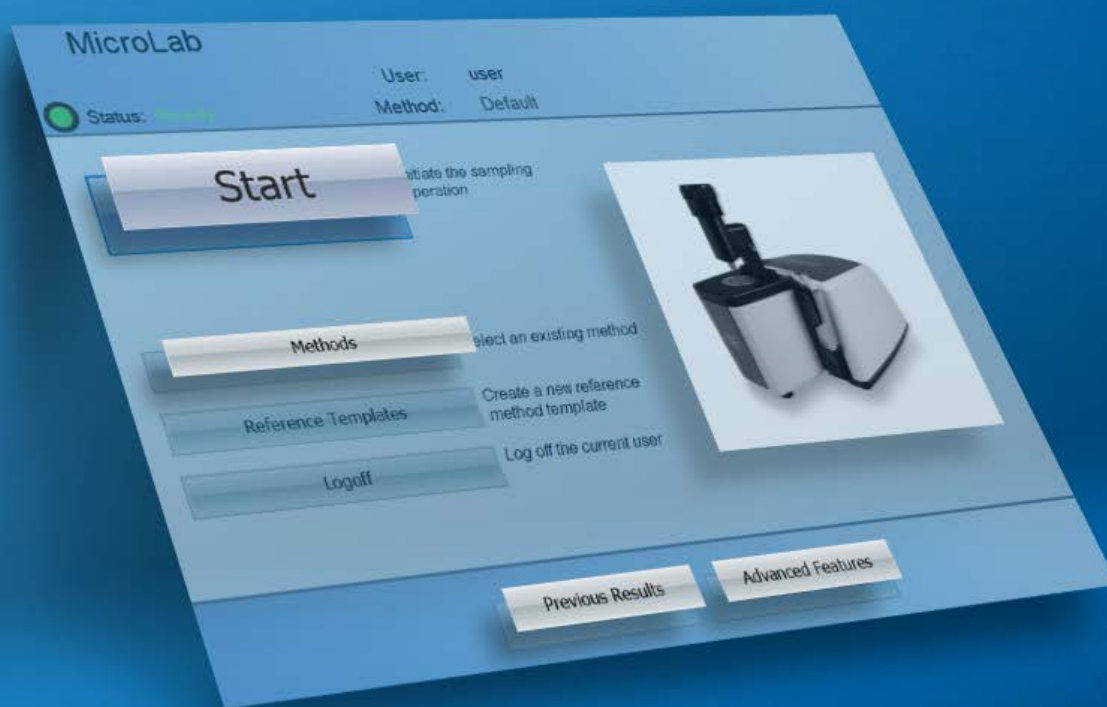 MicroLab
User: user
Status:
Method: Default
Start
nitiate the sampling
peration
Methods
elect an existing method
Reference Templates
Create a new reference
method template
Logoff
Log off the current user
Previous Results
Advanced Features